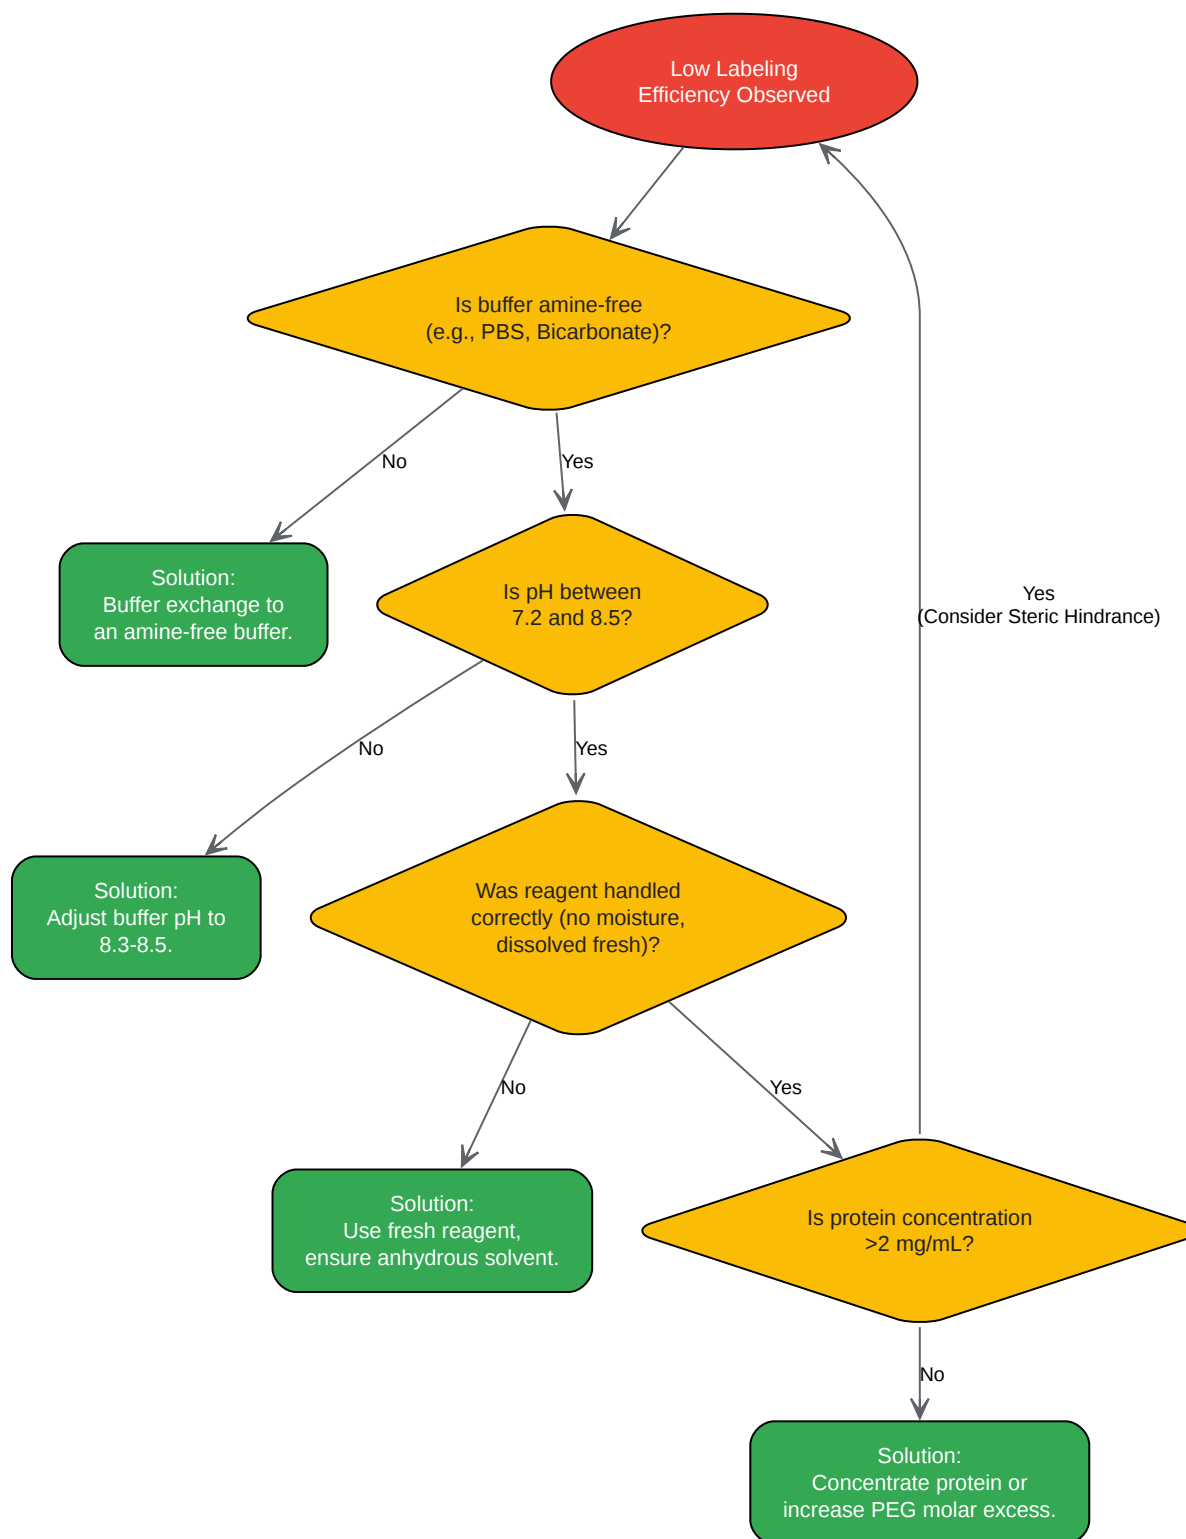 Low Labeling
Efficiency Observed
Is buffer amine-free
(e.g., PBS, Bicarbonate)?
No
Yes
Solution:
Buffer exchange to
an amine-free buffer.
Is pH between
7.2 and 8.5?
Yes
(Consider Steric Hindrance)
No
Yes
Solution:
Adjust buffer pH to
8.3-8.5.
Was reagent handled
correctly (no moisture,
dissolved fresh)?
No
Yes
Solution:
Use fresh reagent,
ensure anhydrous solvent.
Is protein concentration
>2 mg/mL?
No
Solution:
Concentrate protein or
increase PEG molar excess.